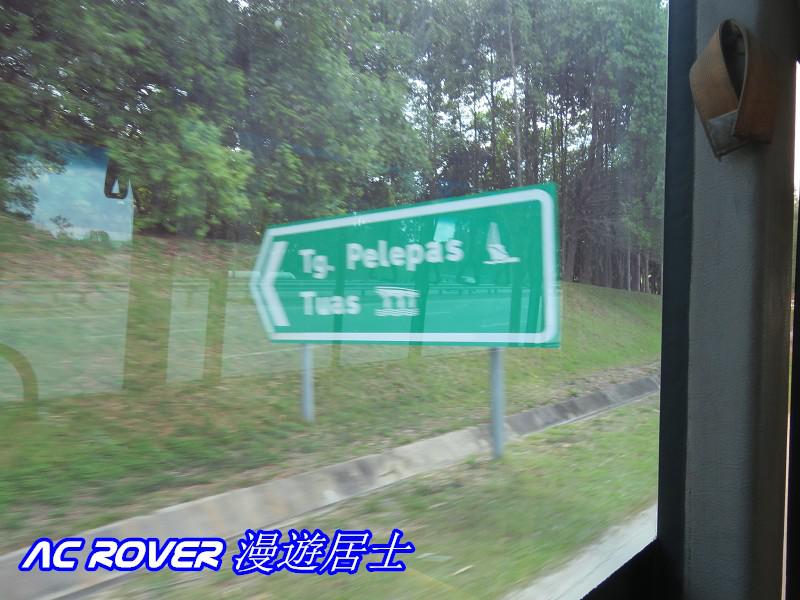 Tg. Pelepas
Tuas
AC ROVER 漫遊居士